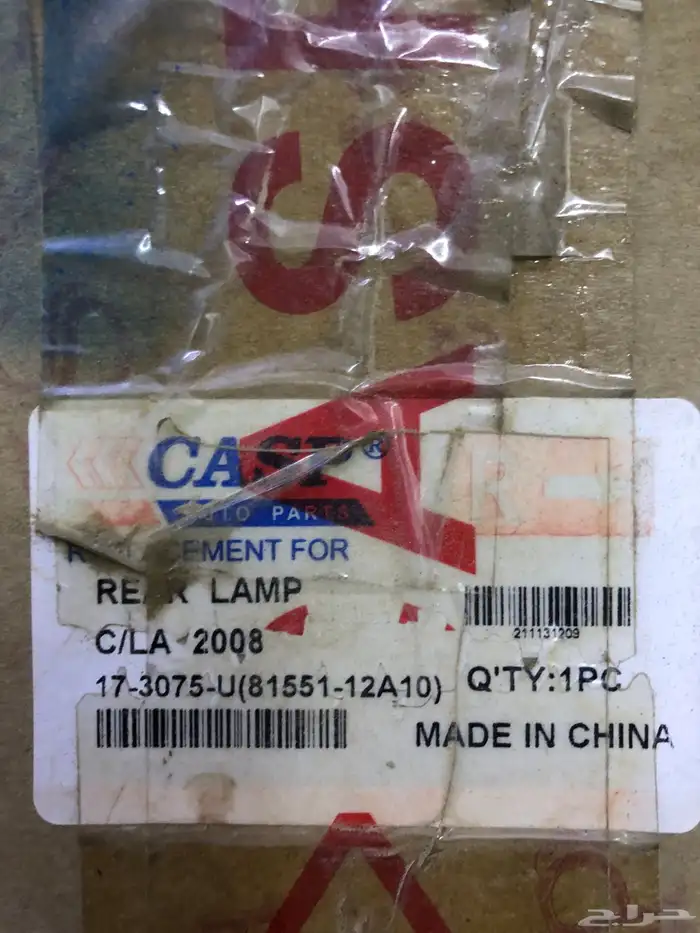 CASP®
AUTO PARTS
REPLACEMENT FOR
REAR LAMP
C/LA 2008
211131209
17-3075-U(81551-12A10) Q'TY:1PC
MADE IN CHINA
حراج